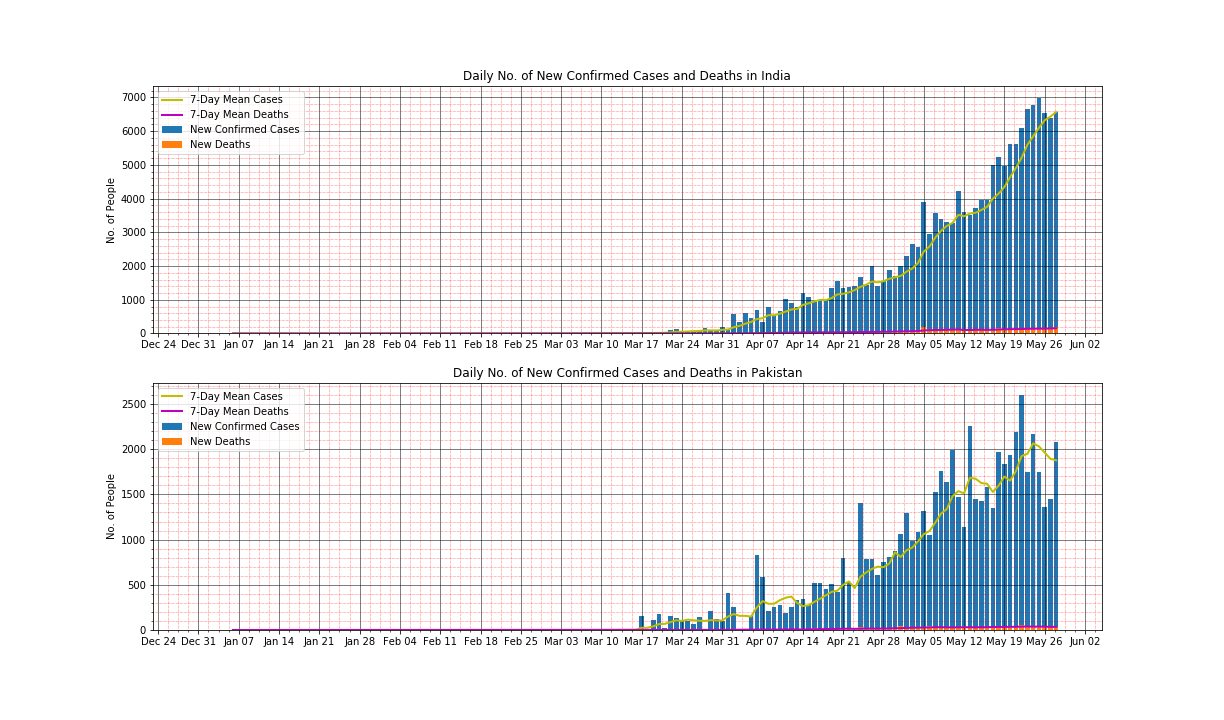 Daily No. of New Confirmed Cases and Deaths in India
7-Day Mean Cases
7-Day Mean Deaths
New Confirmed Cases
New Deaths
No. of People
7000
6000
5000
4000
3000
2000
1000
0
Dec 24 Dec 31 Jan 07 Jan 14 Jan 21 Jan 28 Feb 04 Feb 11 Feb 18 Feb 25 Mar 03 Mar 10 Mar 17 Mar 24 Mar 31 Apr 07 Apr 14 Apr 21 Apr 28 May 05 May 12 May 19 May 26 Jun 02
Daily No. of New Confirmed Cases and Deaths in Pakistan
7-Day Mean Cases
7-Day Mean Deaths
New Confirmed Cases
New Deaths
No. of People
2500
2000
1500
1000
500
0
Dec 24 Dec 31 Jan 07 Jan 14 Jan 21 Jan 28 Feb 04 Feb 11 Feb 18 Feb 25 Mar 03 Mar 10 Mar 17 Mar 24 Mar 31 Apr 07 Apr 14 Apr 21 Apr 28 May 05 May 12 May 19 May 26 Jun 02